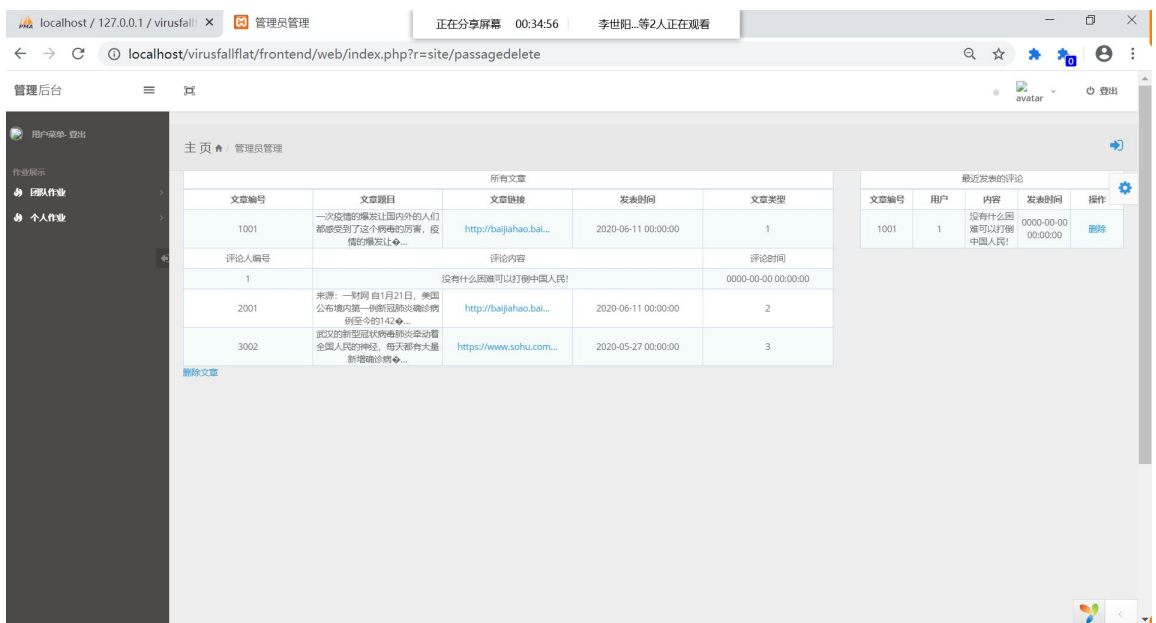 localhost / 127.0.0.1 / virusfall
管理员管理
正在分享屏幕 00:34:56 李世阳...等2人正在观看
localhost/virusfallflat/frontend/web/index.php?r=site/passagedelete
0
管理后台
avatar
登出
用户菜单- 登出
作业展示
团队作业
个人作业
主 页 / 管理员管理
所有文章
文章编号 文章题目 文章链接 发表时间 文章类型
1001 一次疫情的爆发让国内外的人们
都感受到了这个病毒的厉害，疫
情的爆发让�... http://baijiahao.bai... 2020-06-11 00:00:00 1
评论人编号 评论内容 评论时间
1 没有什么困难可以打倒中国人民! 0000-00-00 00:00:00
2001 来源：一财网 自1月21日，美国
公布境内第一例新冠肺炎确诊病
例至今的142�... http://baijiahao.bai... 2020-06-11 00:00:00 2
3002 武汉的新型冠状病毒肺炎牵动着
全国人民的神经，每天都有大量
新增确诊病�... https://www.sohu.com... 2020-05-27 00:00:00 3
删除文章
最近发表的评论
文章编号 用户 内容 发表时间 操作
1001 1 没有什么困
难可以打倒
中国人民! 0000-00-00
00:00:00 删除